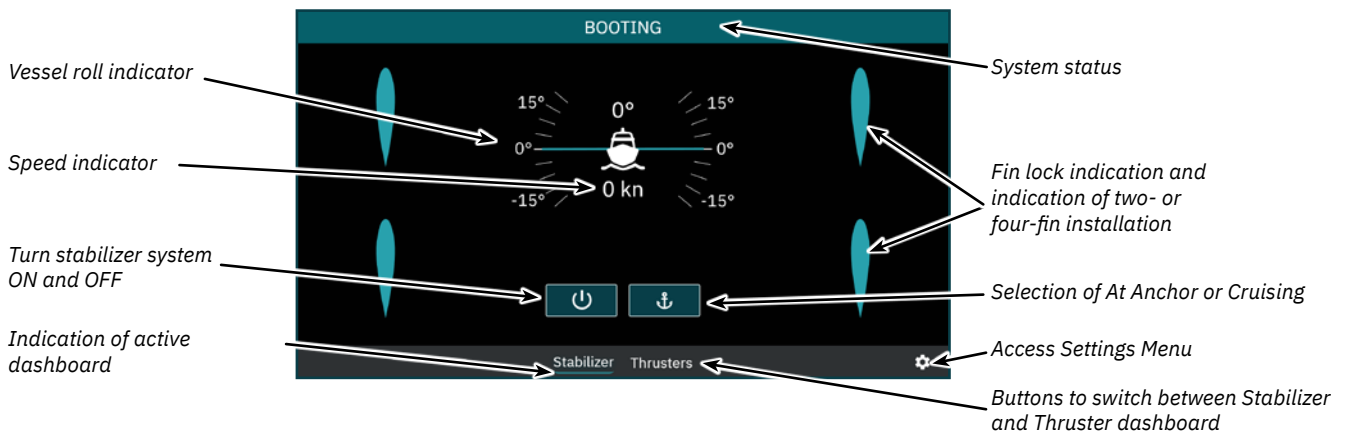 BOOTING
Vessel roll indicator
System status
15°
0°
15°
0°
0°
Speed indicator
0 kn
-15°
-15°
Fin lock indication and
indication of two- or
four-fin installation
Turn stabilizer system
ON and OFF
Selection of At Anchor or Cruising
Indication of active
dashboard
Stabilizer Thrusters
Access Settings Menu
Buttons to switch between Stabilizer
and Thruster dashboard